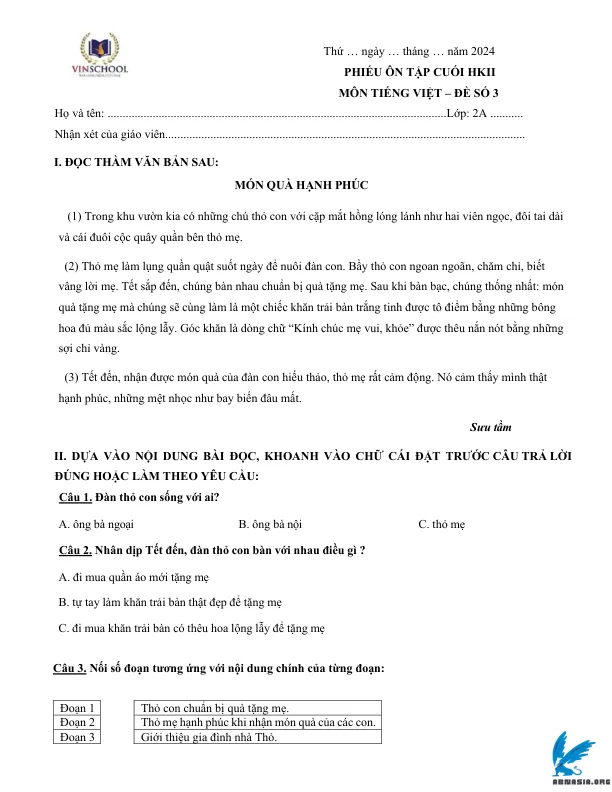 VINSCHOOL
Thứ … ngày … tháng … năm 2024
PHIẾU ÔN TẬP CUỐI HKII
MÔN TIẾNG VIỆT – ĐỀ SỐ 3
Họ và tên: ....................................................................................................................Lớp: 2A ...........
Nhận xét của giáo viên...........................................................................................................................
I. ĐỌC THẦM VĂN BẢN SAU:
MÓN QUÀ HẠNH PHÚC
(1) Trong khu vườn kia có những chú thỏ con với cặp mắt hồng lóng lánh như hai viên ngọc, đôi tai dài
và cái đuôi cộc quây quần bên thỏ mẹ.
(2) Thỏ mẹ làm lụng quần quật suốt ngày để nuôi đàn con. Bầy thỏ con ngoan ngoãn, chăm chỉ, biết
vâng lời mẹ. Tết sắp đến, chúng bàn nhau chuẩn bị quà tặng mẹ. Sau khi bàn bạc, chúng thống nhất: món
quà tặng mẹ mà chúng sẽ cùng làm là một chiếc khăn trải bàn trắng tinh được tô điểm bằng những bông
hoa đủ màu sắc lộng lẫy. Góc khăn là dòng chữ “Kính chúc mẹ vui, khỏe” được thêu nắn nót bằng những
sợi chỉ vàng.
(3) Tết đến, nhận được món quà của đàn con hiếu thảo, thỏ mẹ rất cảm động. Nó cảm thấy mình thật
hạnh phúc, những mệt nhọc như bay biến đâu mất.
Sưu tầm
II. DỰA VÀO NỘI DUNG BÀI ĐỌC, KHOANH VÀO CHỮ CÁI ĐẶT TRƯỚC CÂU TRẢ LỜI
ĐÚNG HOẶC LÀM THEO YÊU CẦU:
Câu 1. Đàn thỏ con sống với ai?
A. ông bà ngoại B. ông bà nội C. thỏ mẹ
Câu 2. Nhân dịp Tết đến, đàn thỏ con bàn với nhau điều gì ?
A. đi mua quần áo mới tặng mẹ
B. tự tay làm khăn trải bàn thật đẹp để tặng mẹ
C. đi mua khăn trải bàn có thêu hoa lộng lẫy để tặng mẹ
Câu 3. Nối số đoạn tương ứng với nội dung chính của từng đoạn:
Đoạn 1 Thỏ con chuẩn bị quà tặng mẹ.
Đoạn 2 Thỏ mẹ hạnh phúc khi nhận món quà của các con.
Đoạn 3 Giới thiệu gia đình nhà Thỏ.
ABNASIA.ORG